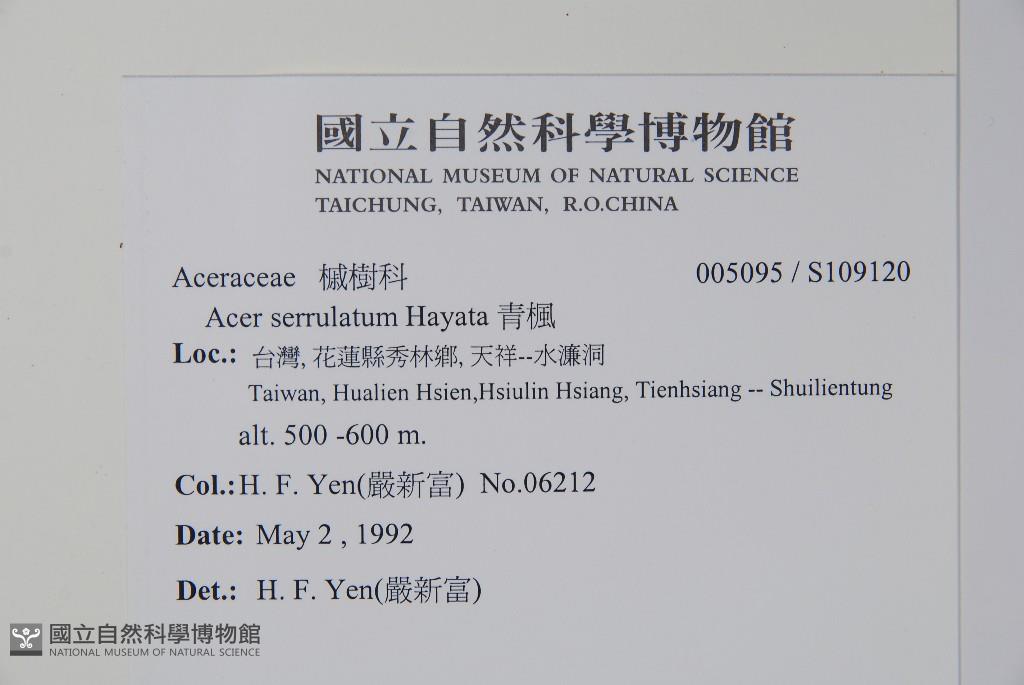 國立自然科學博物館
NATIONAL MUSEUM OF NATURAL SCIENCE
TAICHUNG, TAIWAN, R.O.CHINA
Aceraceae 槭樹科 005095 / S109120
Acer serrulatum Hayata 青楓
Loc.: 台灣, 花蓮縣秀林鄉, 天祥--水濂洞
Taiwan, Hualien Hsien,Hsiulin Hsiang, Tienhsiang -- Shuilientung
alt. 500 -600 m.
Col.:H. F. Yen(嚴新富) No.06212
Date: May 2 , 1992
Det.: H. F. Yen(嚴新富)
國立自然科學博物館
NATIONAL MUSEUM OF NATURAL SCIENCE